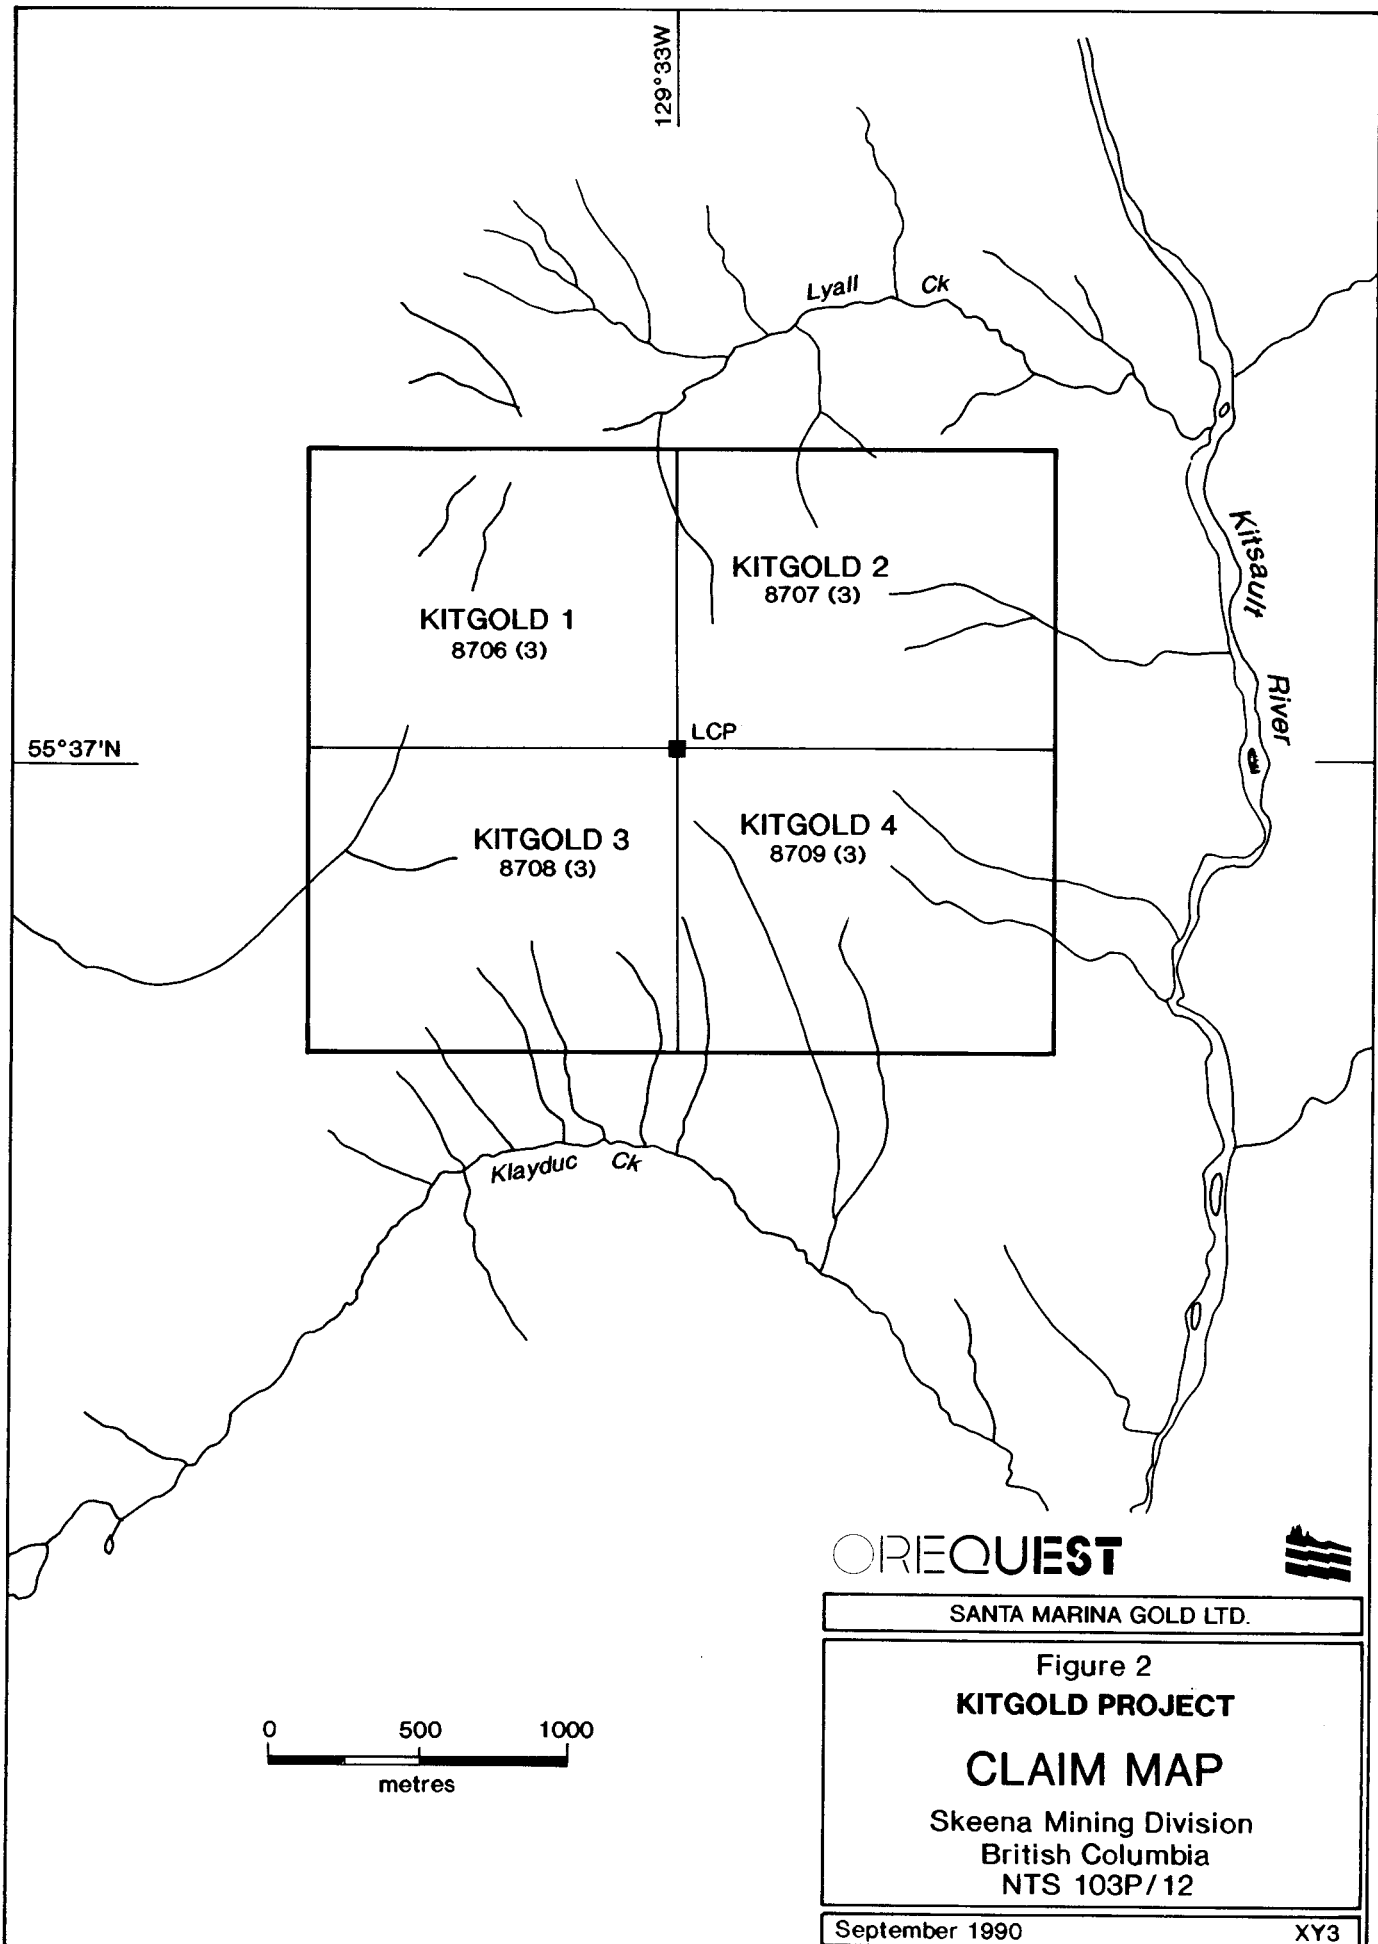 129°33W
Lyall Ck
Kitsault River
KITGOLD 2
8707 (3)
KITGOLD 1
8706 (3)
LCP
55°37'N
KITGOLD 3
8708 (3)
KITGOLD 4
8709 (3)
Klayduc Ck
OREQUEST
SANTA MARINA GOLD LTD.
Figure 2
KITGOLD PROJECT
CLAIM MAP
Skeena Mining Division
British Columbia
NTS 103P/12
September 1990 XY3
0 500 1000
metres